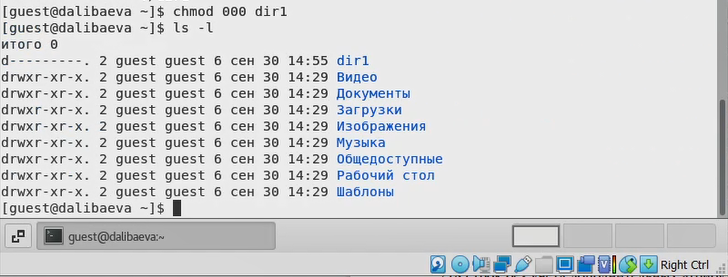 [guest@dalibaeva ~]$ chmod 000 dir1
[guest@dalibaeva ~]$ ls -l
итого 0
d---------. 2 guest guest 6 сен 30 14:55 dir1
drwxr-xr-x. 2 guest guest 6 сен 30 14:29 Видео
drwxr-xr-x. 2 guest guest 6 сен 30 14:29 Документы
drwxr-xr-x. 2 guest guest 6 сен 30 14:29 Загрузки
drwxr-xr-x. 2 guest guest 6 сен 30 14:29 Изображения
drwxr-xr-x. 2 guest guest 6 сен 30 14:29 Музыка
drwxr-xr-x. 2 guest guest 6 сен 30 14:29 Общедоступные
drwxr-xr-x. 2 guest guest 6 сен 30 14:29 Рабочий стол
drwxr-xr-x. 2 guest guest 6 сен 30 14:29 Шаблоны
[guest@dalibaeva ~]$
guest@dalibaeva:~
Right Ctrl